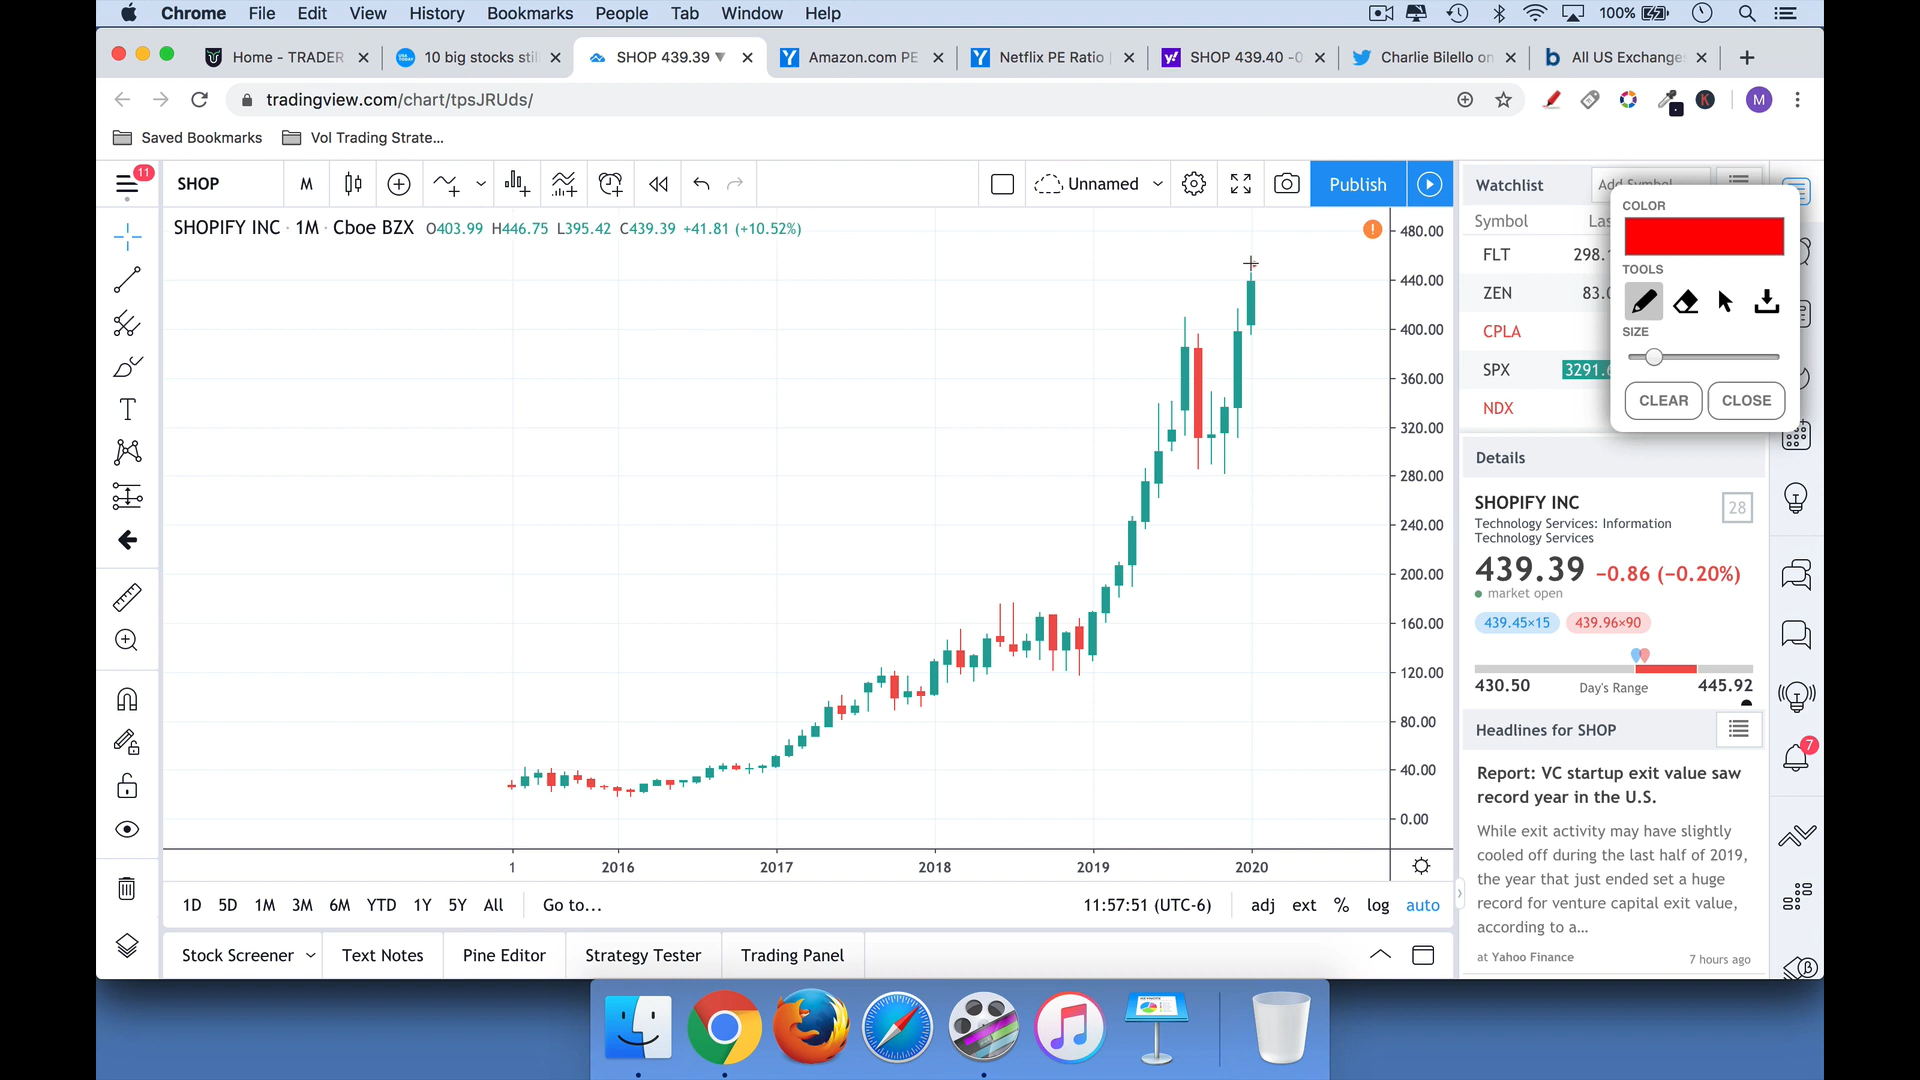 Chrome File Edit View History Bookmarks People Tab Window Help 100%
Home - TRADER
10 big stocks stil
SHOP 439.39 ▼
Amazon.com PE
Netflix PE Ratio
SHOP 439.40 -0
Charlie Bilello on
All US Exchange
tradingview.com/chart/tpsJRUds/
K
M
Saved Bookmarks
Vol Trading Strate...
11
SHOP
M
Unnamed
Publish
Watchlist
Add Symbol
SHOPIFY INC · 1M · Cboe BZX O403.99 H446.75 L395.42 C439.39 +41.81 (+10.52%)
Symbol
FLT 298.
ZEN 83.
CPLA
SPX 3291.
NDX
COLOR
TOOLS
SIZE
CLEAR
CLOSE
480.00
440.00
400.00
360.00
320.00
280.00
240.00
200.00
160.00
120.00
80.00
40.00
0.00
1 2016 2017 2018 2019 2020
Details
SHOPIFY INC
28
Technology Services: Information
Technology Services
439.39 −0.86 (−0.20%)
market open
439.45×15
439.96×90
430.50 Day's Range 445.92
Headlines for SHOP
7
Report: VC startup exit value saw
record year in the U.S.
While exit activity may have slightly
cooled off during the last half of 2019,
the year that just ended set a huge
record for venture capital exit value,
according to a...
at Yahoo Finance 7 hours ago
1D 5D 1M 3M 6M YTD 1Y 5Y All Go to...
11:57:51 (UTC-6) adj ext % log auto
Stock Screener
Text Notes
Pine Editor
Strategy Tester
Trading Panel
KEYNOTE